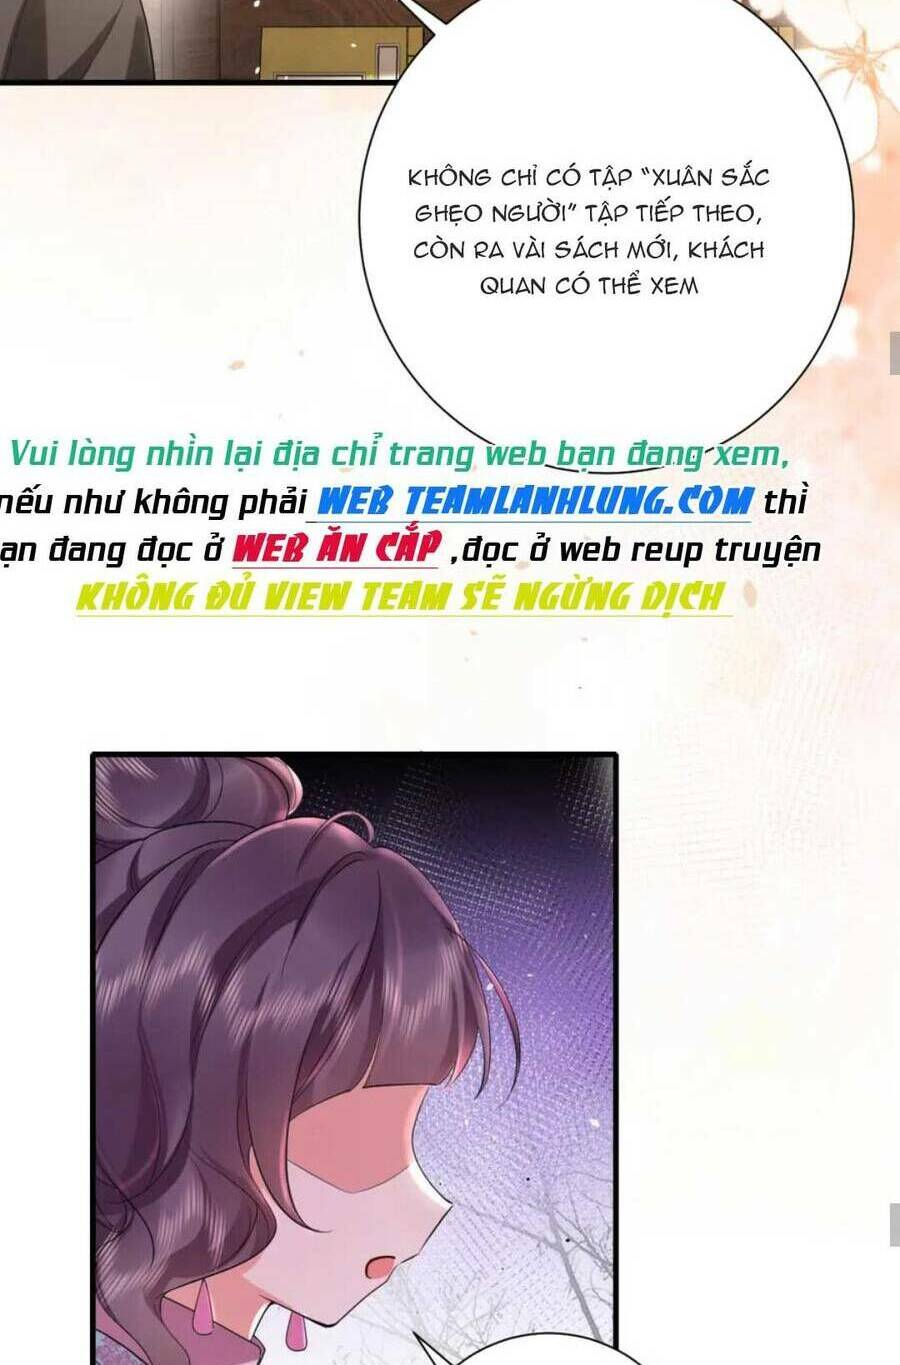 KHÔNG CHỈ CÓ TẬP "XUÂN SẮC
GHẸO NGƯỜI" TẬP TIẾP THEO,
CÒN RA VÀI SÁCH MỚI, KHÁCH
QUAN CÓ THỂ XEM
Vui lòng nhìn lại địa chỉ trang web bạn đang xem,
nếu như không phải WEB TEAMLANHLUNG.COM thì
ạn đang đọc ở WEB ĂN CẮP ,đọc ở web reup truyện
KHÔNG ĐỦ VIEW TEAM SẼ NGỪNG DỊCH